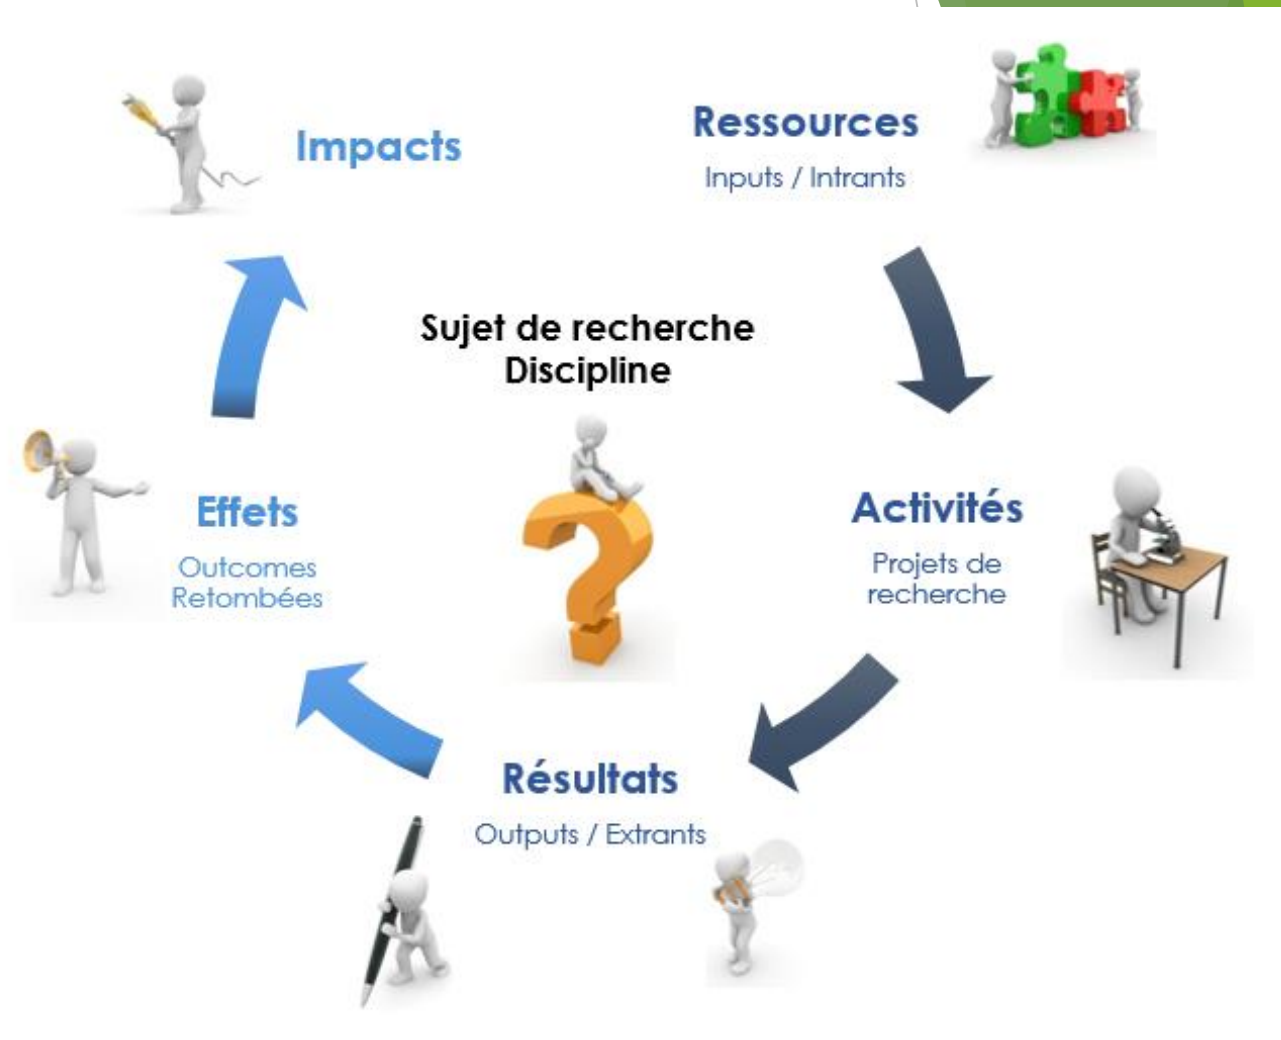 Impacts
Ressources
Inputs / Intrants
Sujet de recherche
Discipline
Effets
Outcomes
Retombées
Activités
Projets de
recherche
Résultats
Outputs / Extrants